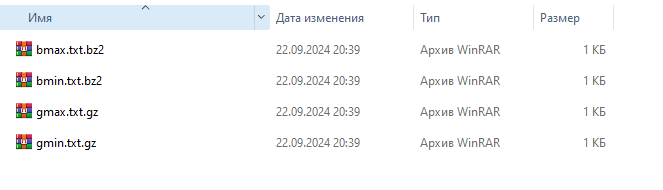 Имя Дата изменения Тип Размер
bmax.txt.bz2 22.09.2024 20:39 Архив WinRAR 1 КБ
bmin.txt.bz2 22.09.2024 20:39 Архив WinRAR 1 КБ
gmax.txt.gz 22.09.2024 20:39 Архив WinRAR 1 КБ
gmin.txt.gz 22.09.2024 20:39 Архив WinRAR 1 КБ